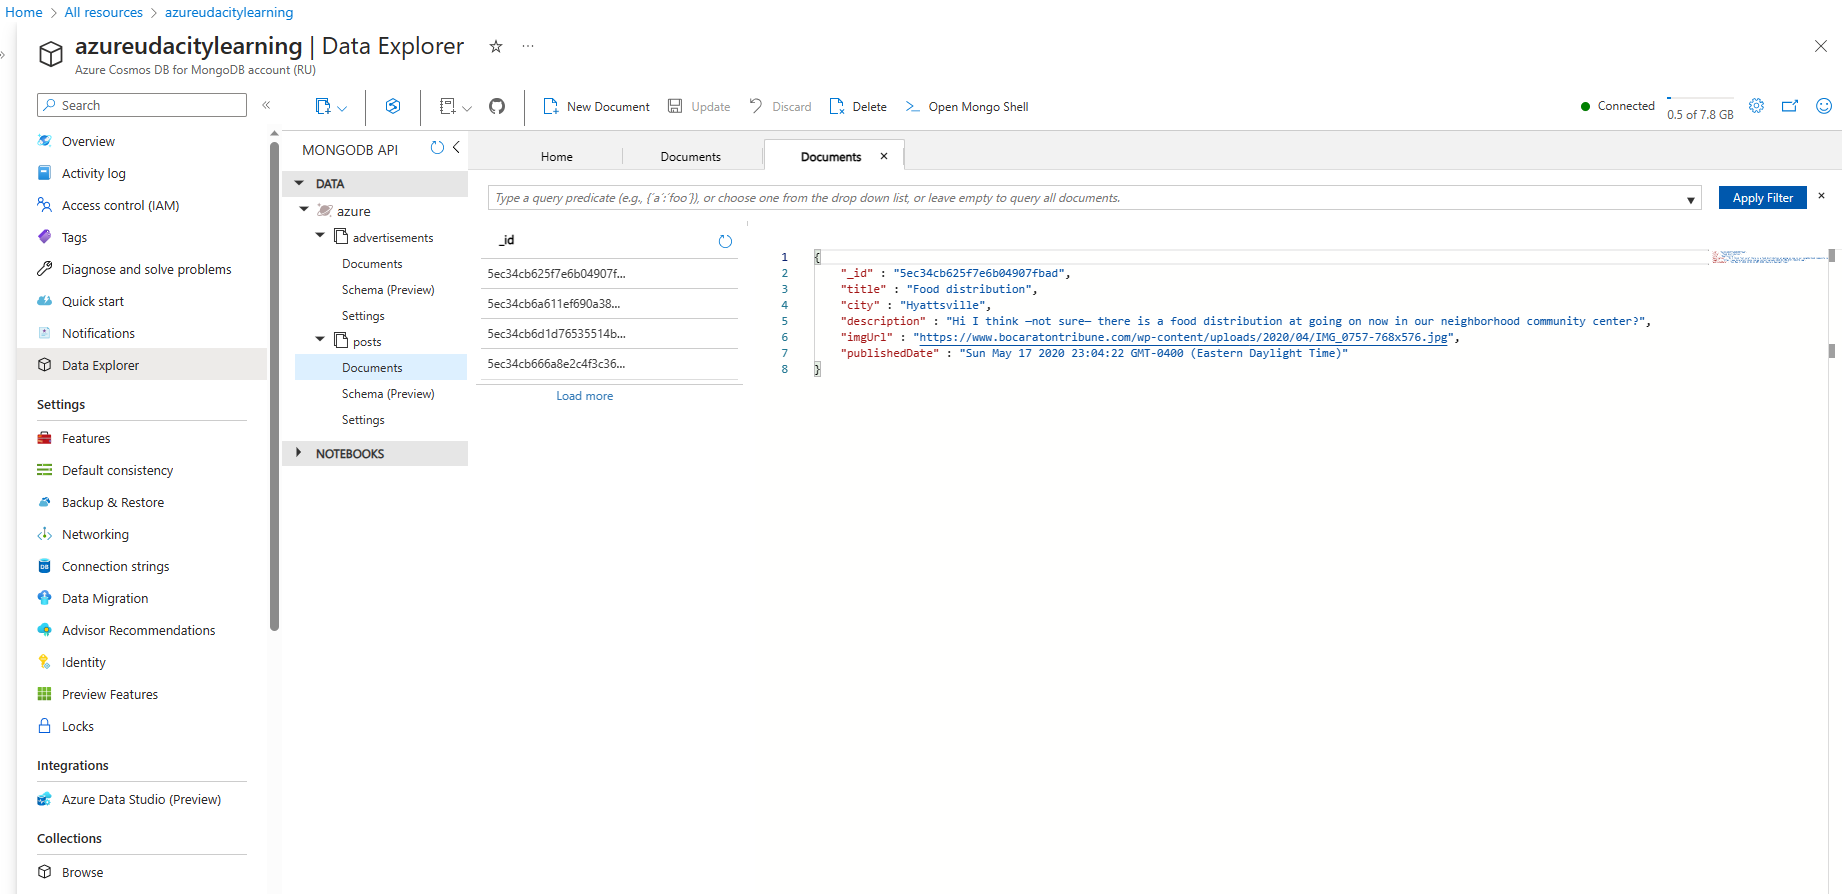 Home > All resources > azureudacitylearning
azureudacitylearning | Data Explorer ☆ ...
Azure Cosmos DB for MongoDB account (RU)
Search
Overview
Activity log
Access control (IAM)
Tags
Diagnose and solve problems
Quick start
Notifications
Data Explorer
Settings
Features
Default consistency
Backup & Restore
Networking
Connection strings
Data Migration
Advisor Recommendations
Identity
Preview Features
Locks
Integrations
Azure Data Studio (Preview)
Collections
Browse
New Document Update Discard Delete Open Mongo Shell
Connected 0.5 of 7.8 GB
MONGODB API
DATA
azure
advertisements
Documents
Schema (Preview)
Settings
posts
Documents
Schema (Preview)
Settings
NOTEBOOKS
Home Documents Documents
Type a query predicate (e.g., {´a´:´foo´}), or choose one from the drop down list, or leave empty to query all documents.
Apply Filter
_id
5ec34cb625f7e6b04907f...
5ec34cb6a611ef690a38...
5ec34cb6d1d76535514b...
5ec34cb666a8e2c4f3c36...
Load more
1 {
2 "_id" : "5ec34cb625f7e6b04907fbad",
3 "title" : "Food distribution",
4 "city" : "Hyattsville",
5 "description" : "Hi I think —not sure— there is a food distribution at going on now in our neighborhood community center?",
6 "imgUrl" : "https://www.bocaratontribune.com/wp-content/uploads/2020/04/IMG_0757-768x576.jpg",
7 "publishedDate" : "Sun May 17 2020 23:04:22 GMT-0400 (Eastern Daylight Time)"
8 }